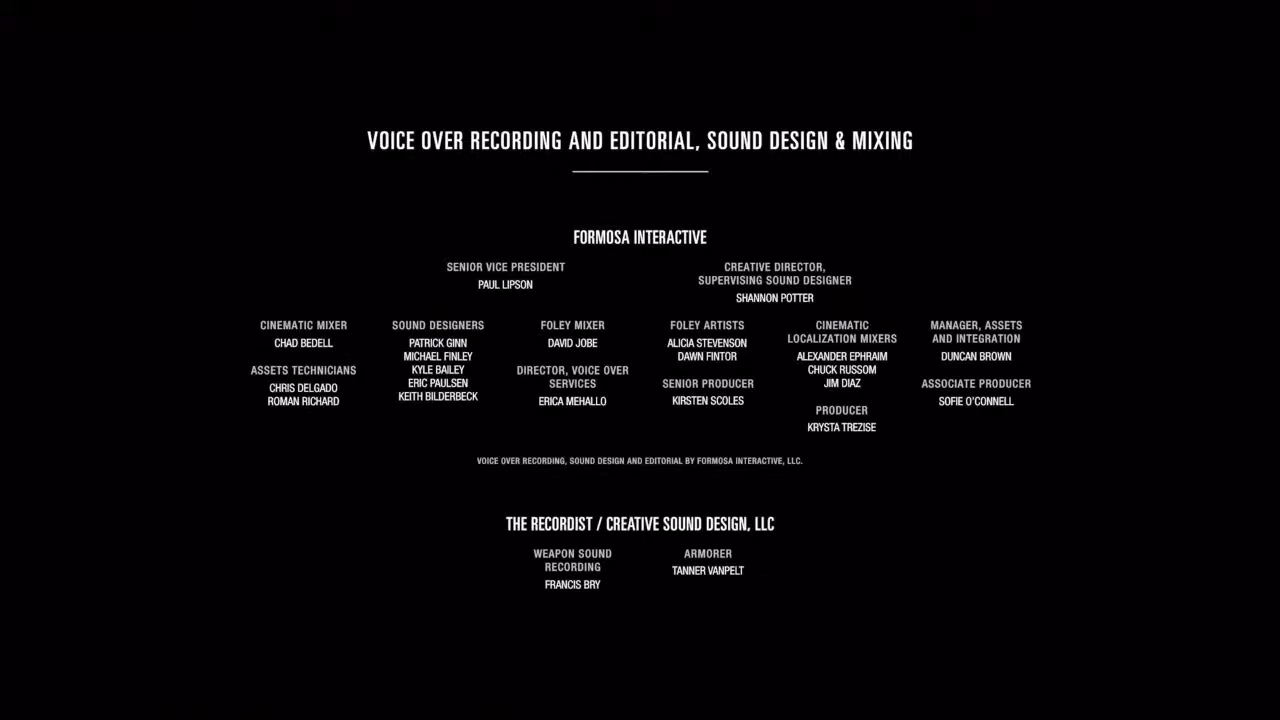 VOICE OVER RECORDING AND EDITORIAL, SOUND DESIGN & MIXING
FORMOSA INTERACTIVE
SENIOR VICE PRESIDENT
PAUL LIPSON
CREATIVE DIRECTOR,
SUPERVISING SOUND DESIGNER
SHANNON POTTER
CINEMATIC MIXER
CHAD BEDELL
ASSETS TECHNICIANS
CHRIS DELGADO
ROMAN RICHARD
SOUND DESIGNERS
PATRICK GINN
MICHAEL FINLEY
KYLE BAILEY
ERIC PAULSEN
KEITH BILDERBECK
FOLEY MIXER
DAVID JOBE
DIRECTOR, VOICE OVER
SERVICES
ERICA MEHALLO
FOLEY ARTISTS
ALICIA STEVENSON
DAWN FINTOR
SENIOR PRODUCER
KIRSTEN SCOLES
CINEMATIC
LOCALIZATION MIXERS
ALEXANDER EPHRAIM
CHUCK RUSSOM
JIM DIAZ
PRODUCER
KRYSTA TREZISE
MANAGER, ASSETS
AND INTEGRATION
DUNCAN BROWN
ASSOCIATE PRODUCER
SOFIE O'CONNELL
VOICE OVER RECORDING, SOUND DESIGN AND EDITORIAL BY FORMOSA INTERACTIVE, LLC.
THE RECORDIST / CREATIVE SOUND DESIGN, LLC
WEAPON SOUND
RECORDING
FRANCIS BRY
ARMORER
TANNER VANPELT